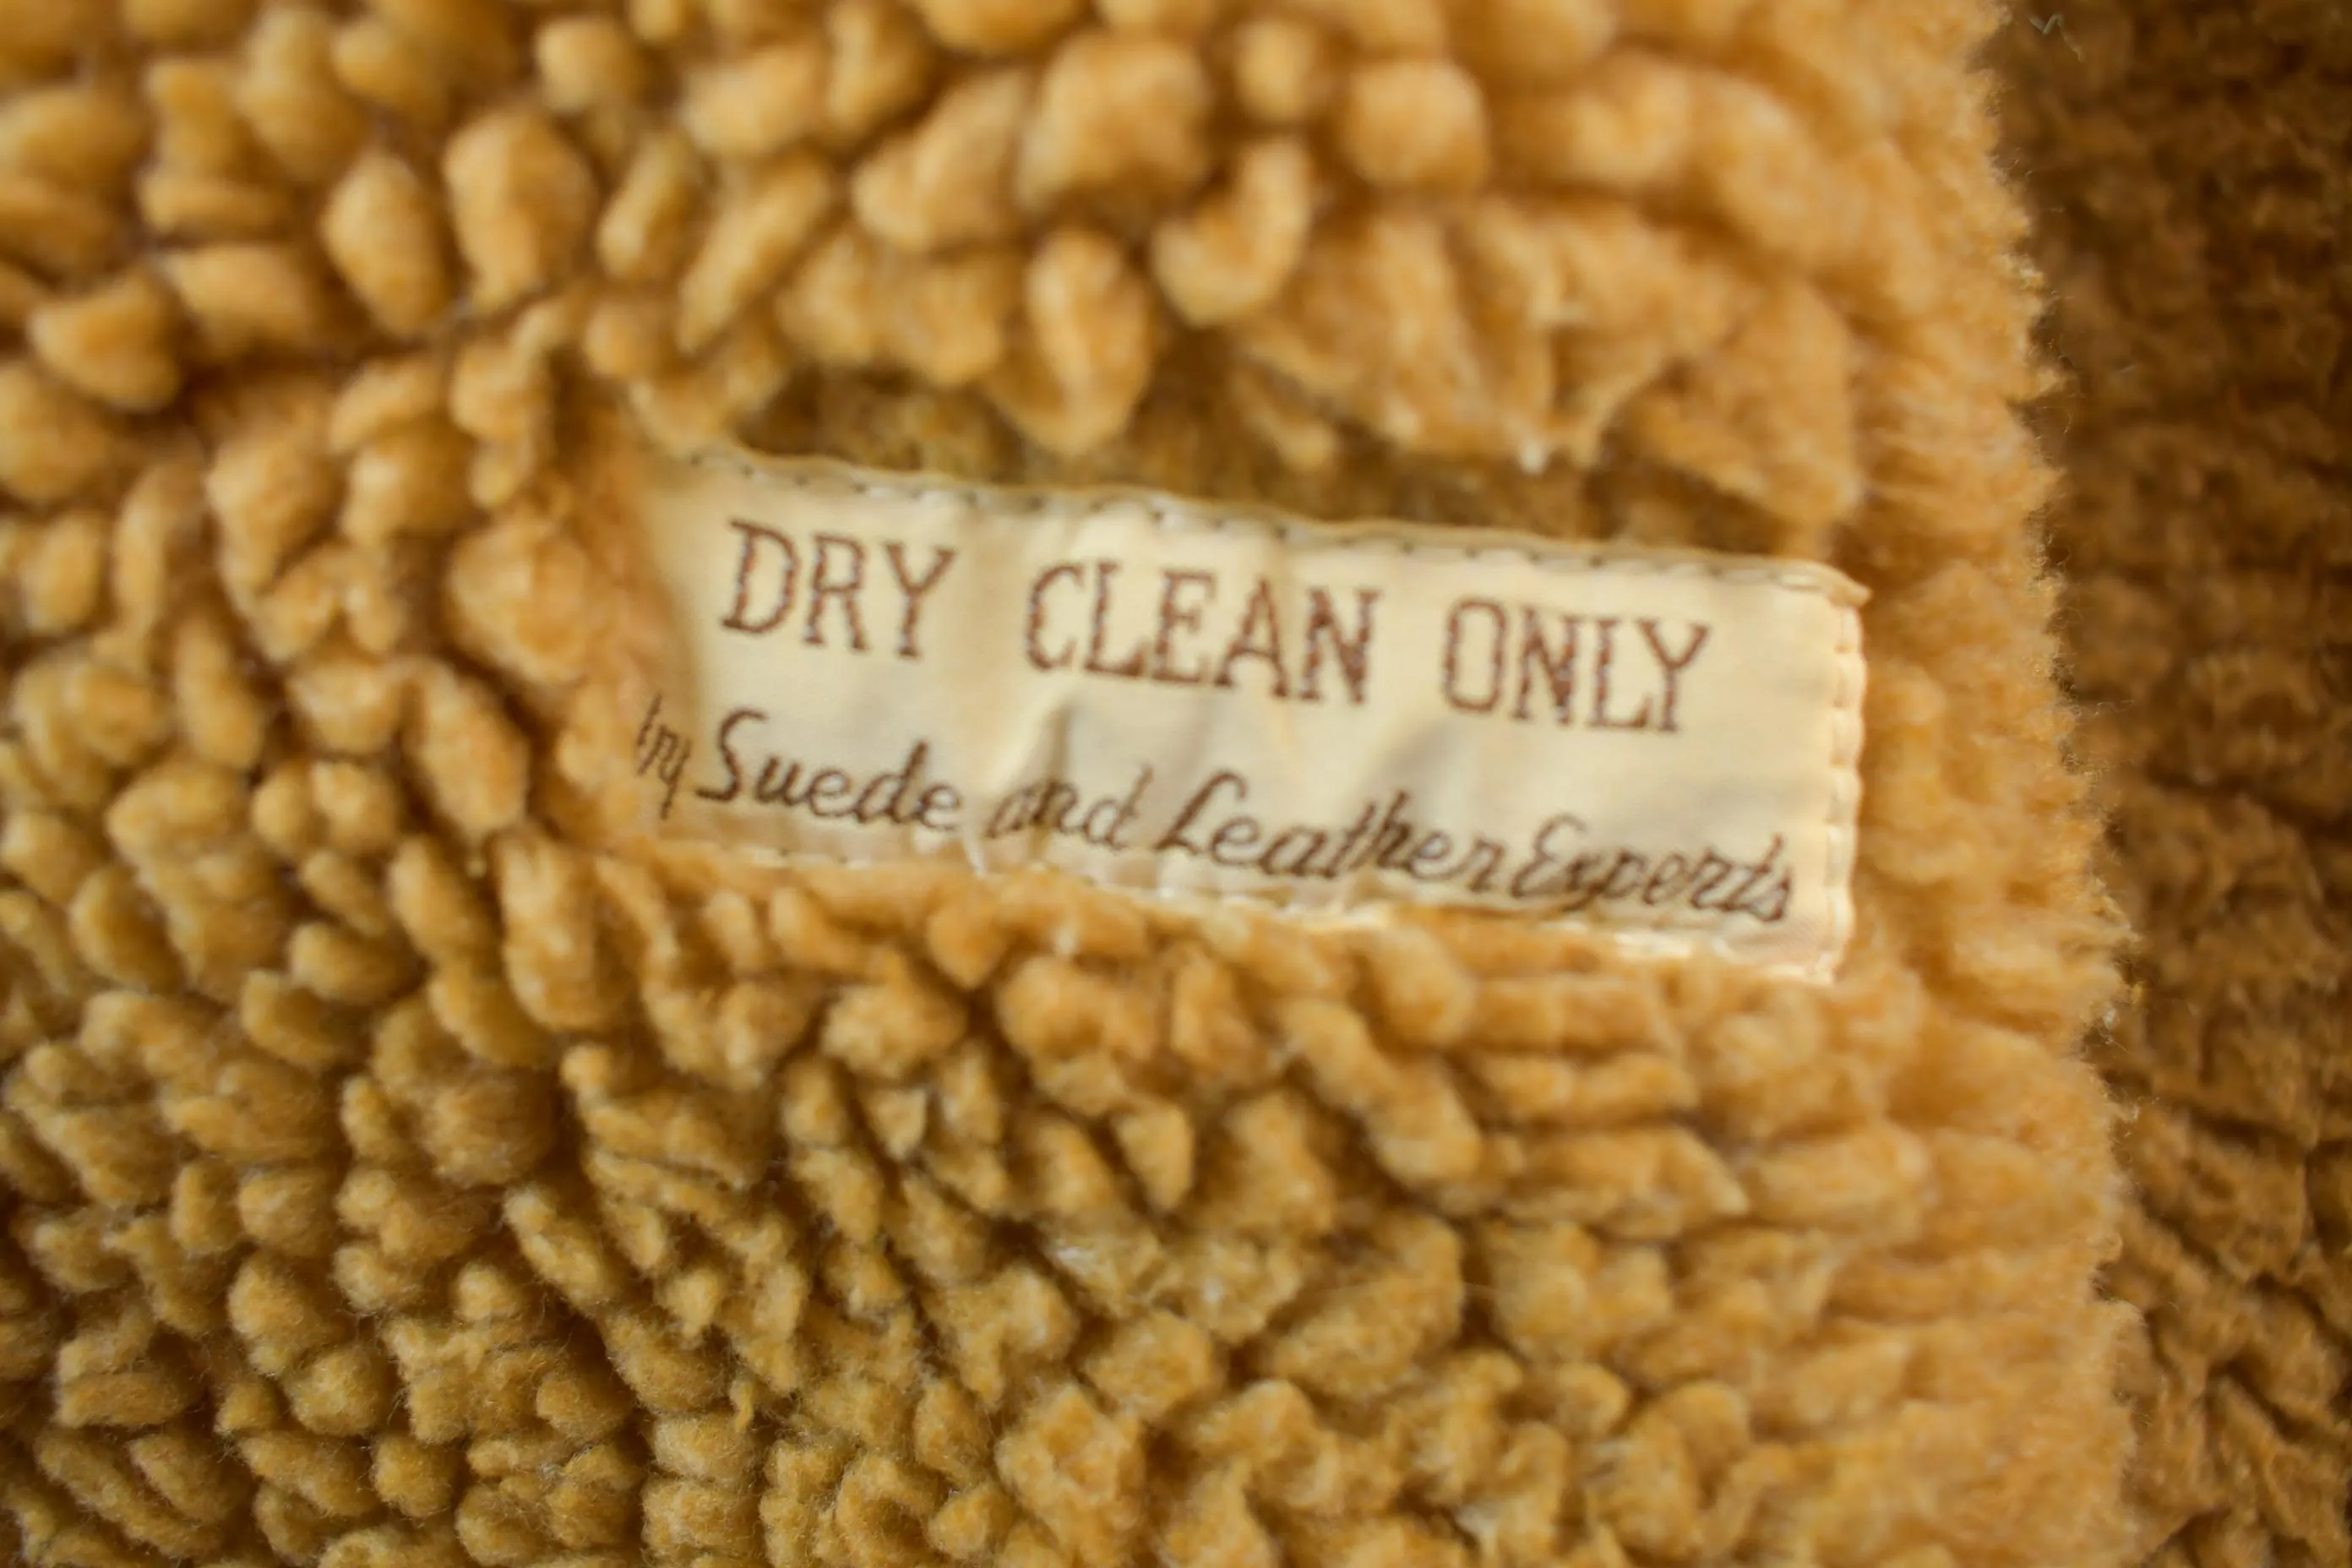 DRY CLEAN ONLY
by Suede and Leather Experts